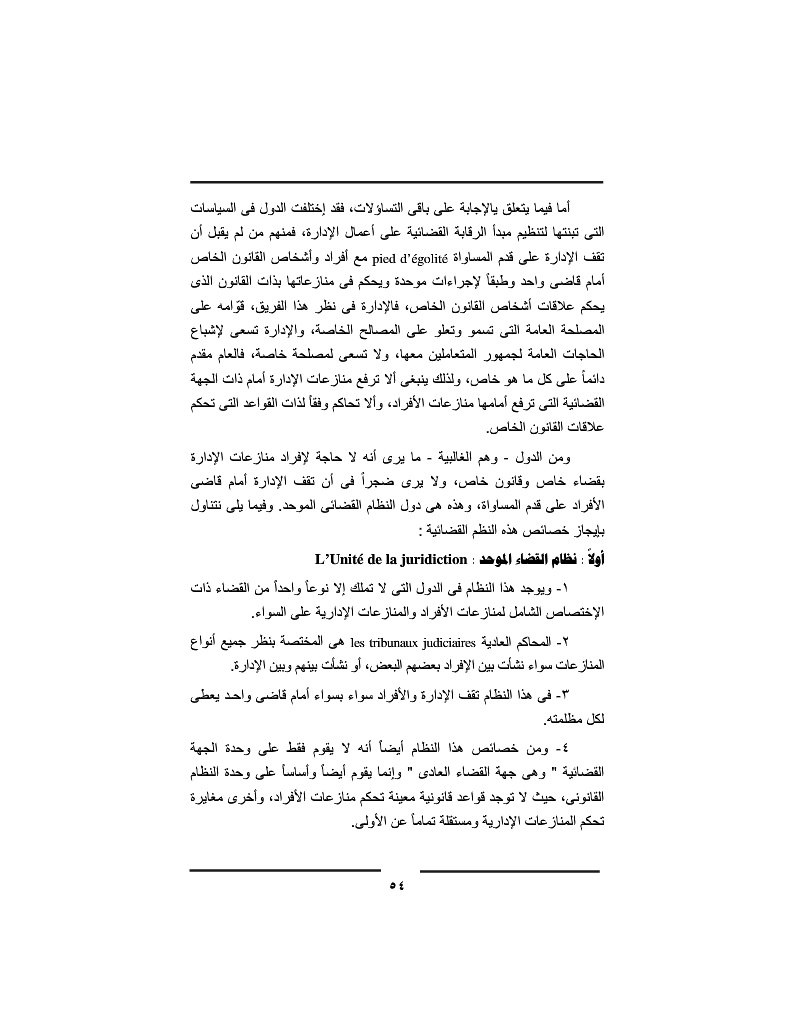 أما فيما يتعلق يالإجابة على باقى التساؤلات، فقد إختلفت الدول فى السياسات
التى تبنتها لتنظيم مبدأ الرقابة القضائية على أعمال الإدارة، فمنهم من لم يقبل أن
تقف الإدارة على قدم المساواة pied d’égolité مع أفراد وأشخاص القانون الخاص
أمام قاضى واحد وطبقاً لإجراءات موحدة ويحكم فى منازعاتها بذات القانون الذى
يحكم علاقات أشخاص القانون الخاص، فالإدارة فى نظر هذا الفريق، قوّامه على
المصلحة العامة التى تسمو وتعلو على المصالح الخاصة، والإدارة تسعى لإشباع
الحاجات العامة لجمهور المتعاملين معها، ولا تسعى لمصلحة خاصة، فالعام مقدم
دائماً على كل ما هو خاص، ولذلك ينبغى ألا ترفع منازعات الإدارة أمام ذات الجهة
القضائية التى ترفع أمامها منازعات الأفراد، وألا تحاكم وفقاً لذات القواعد التى تحكم
علاقات القانون الخاص.
ومن الدول - وهم الغالبية - ما يرى أنه لا حاجة لإفراد منازعات الإدارة
بقضاء خاص وقانون خاص، ولا يرى ضجراً فى أن تقف الإدارة أمام قاضى
الأفراد على قدم المساواة، وهذه هى دول النظام القضائى الموحد. وفيما يلى نتناول
بإيجاز خصائص هذه النظم القضائية :
أولاً : نظام القضاء الموحد : L’Unité de la juridiction
١- ويوجد هذا النظام فى الدول التى لا تملك إلا نوعاً واحداً من القضاء ذات
الإختصاص الشامل لمنازعات الأفراد والمنازعات الإدارية على السواء.
٢- المحاكم العادية les tribunaux judiciaires هى المختصة بنظر جميع أنواع
المنازعات سواء نشأت بين الإفراد بعضهم البعض، أو نشأت بينهم وبين الإدارة.
٣- فى هذا النظام تقف الإدارة والأفراد سواء بسواء أمام قاضى واحد يعطى
لكل مظلمته.
٤- ومن خصائص هذا النظام أيضاً أنه لا يقوم فقط على وحدة الجهة
القضائية " وهى جهة القضاء العادى " وإنما يقوم أيضاً وأساساً على وحدة النظام
القانونى، حيث لا توجد قواعد قانونية معينة تحكم منازعات الأفراد، وأخرى مغايرة
تحكم المنازعات الإدارية ومستقلة تماماً عن الأولى.
٥٤